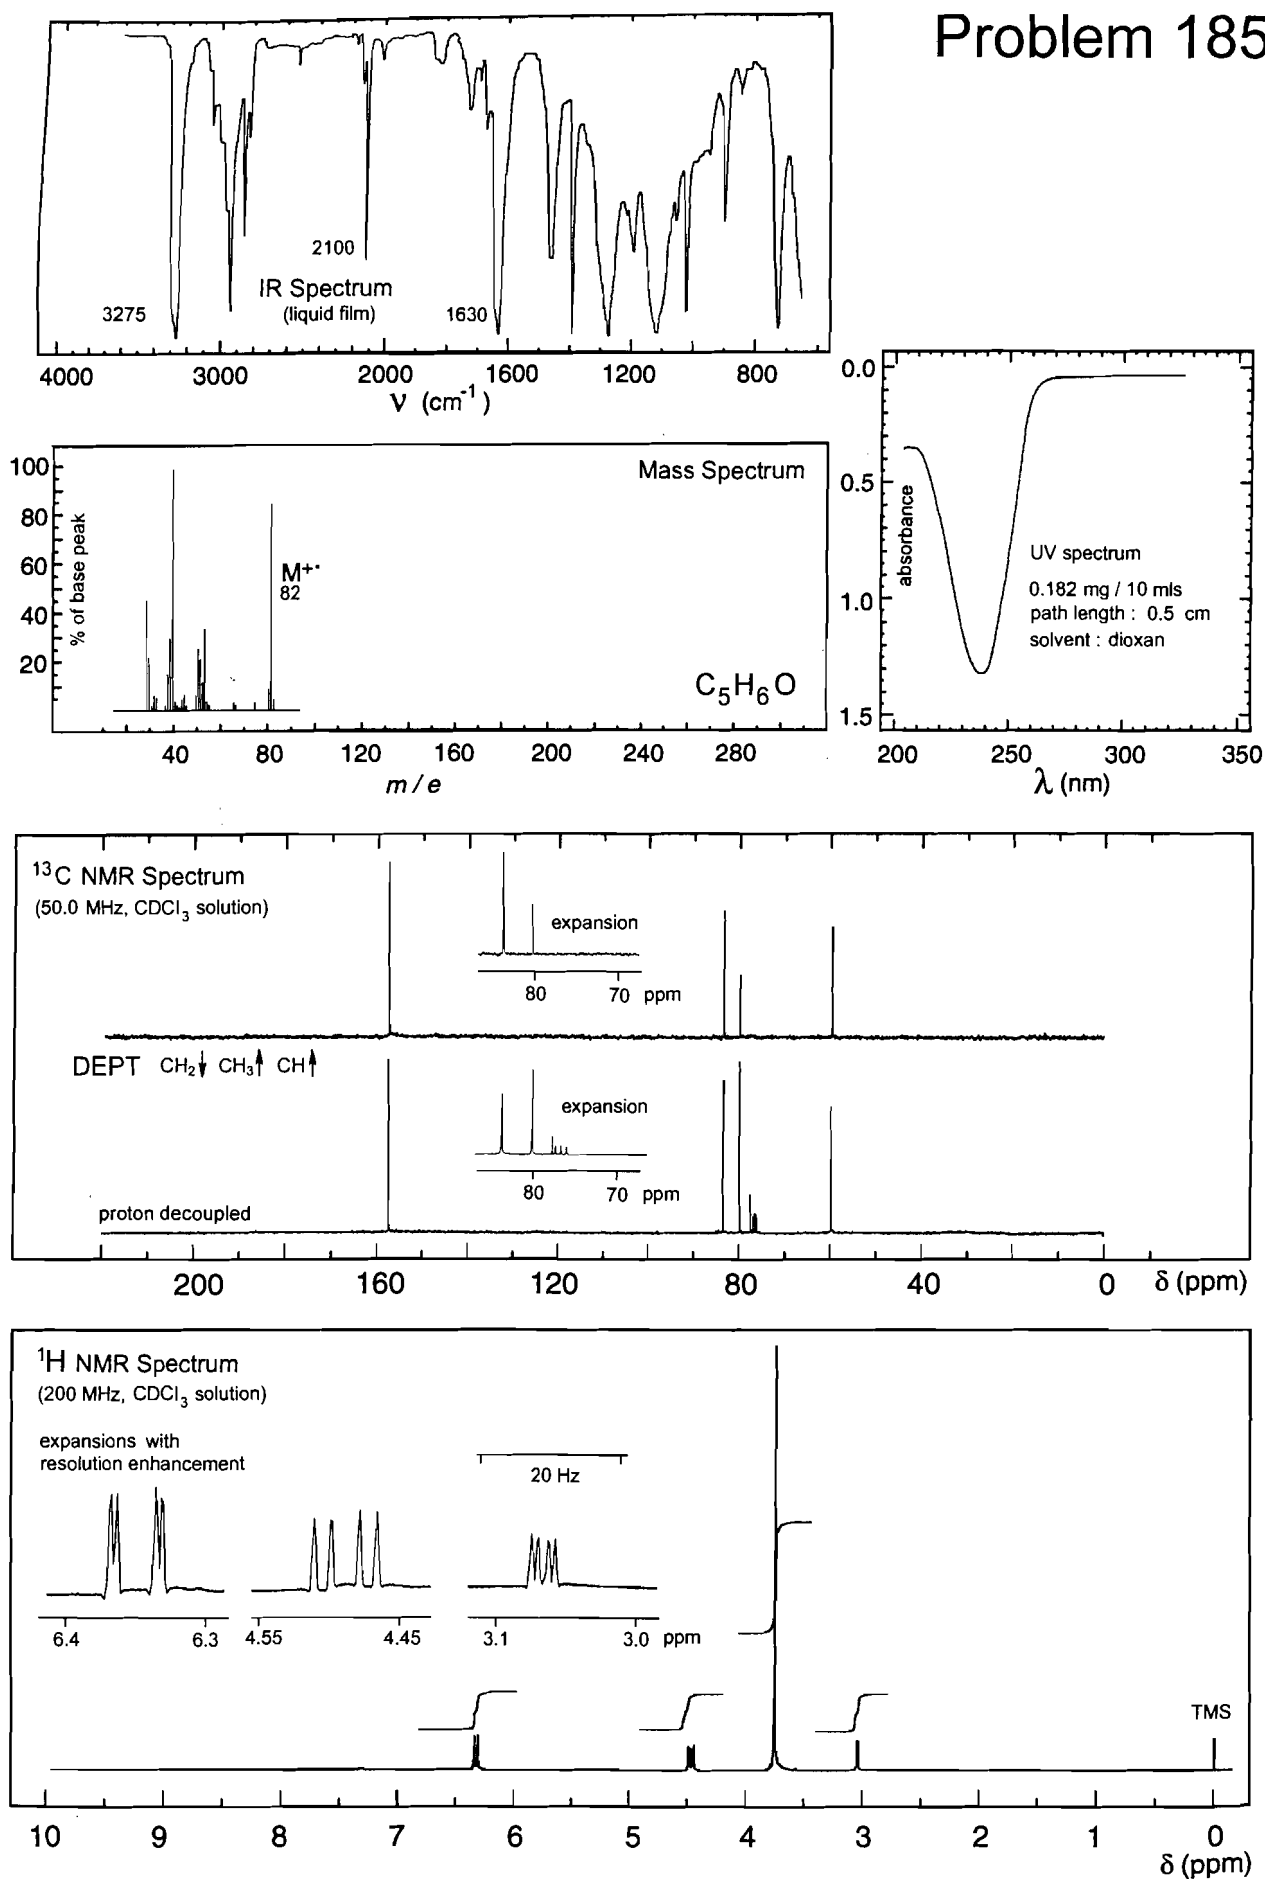 Problem 185
3275
2100
1630
IR Spectrum
(liquid film)
4000 3000 2000 1600 1200 800
ν (cm-1)
100
80
60
40
20
% of base peak
Mass Spectrum
M+·
82
C5H6O
40 80 120 160 200 240 280
m / e
0.0
0.5
1.0
1.5
absorbance
UV spectrum
0.182 mg / 10 mls
path length : 0.5 cm
solvent : dioxan
200 250 300 350
λ (nm)
13C NMR Spectrum
(50.0 MHz, CDCl3 solution)
expansion
80 70 ppm
DEPT CH2↓ CH3↑ CH↑
expansion
80 70 ppm
proton decoupled
200 160 120 80 40 0 δ (ppm)
1H NMR Spectrum
(200 MHz, CDCl3 solution)
expansions with
resolution enhancement
20 Hz
6.4 6.3 4.55 4.45 3.1 3.0 ppm
TMS
10 9 8 7 6 5 4 3 2 1 0
δ (ppm)